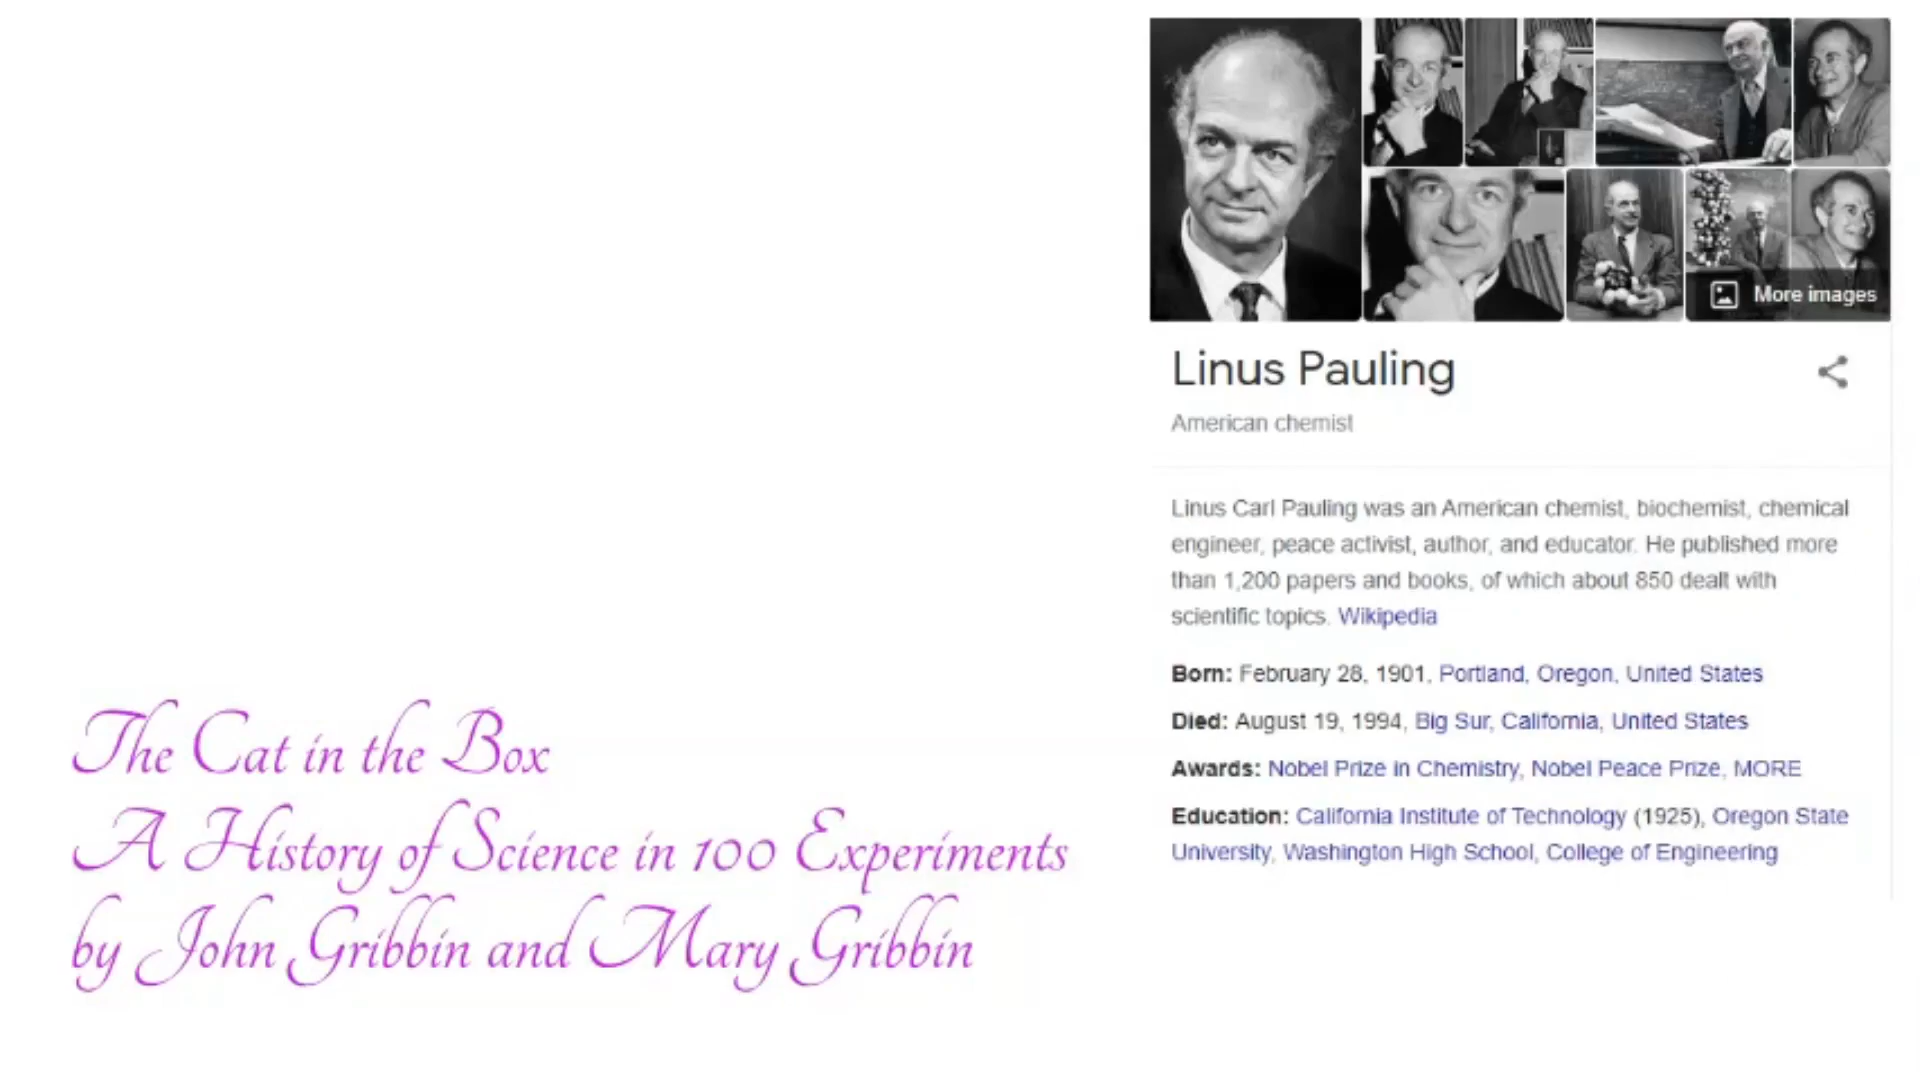 The Cat in the Box
A History of Science in 100 Experiments
by John Gribbin and Mary Gribbin
More images
Linus Pauling
American chemist
Linus Carl Pauling was an American chemist, biochemist, chemical
engineer, peace activist, author, and educator. He published more
than 1,200 papers and books, of which about 850 dealt with
scientific topics. Wikipedia
Born: February 28, 1901, Portland, Oregon, United States
Died: August 19, 1994, Big Sur, California, United States
Awards: Nobel Prize in Chemistry, Nobel Peace Prize, MORE
Education: California Institute of Technology (1925), Oregon State
University, Washington High School, College of Engineering